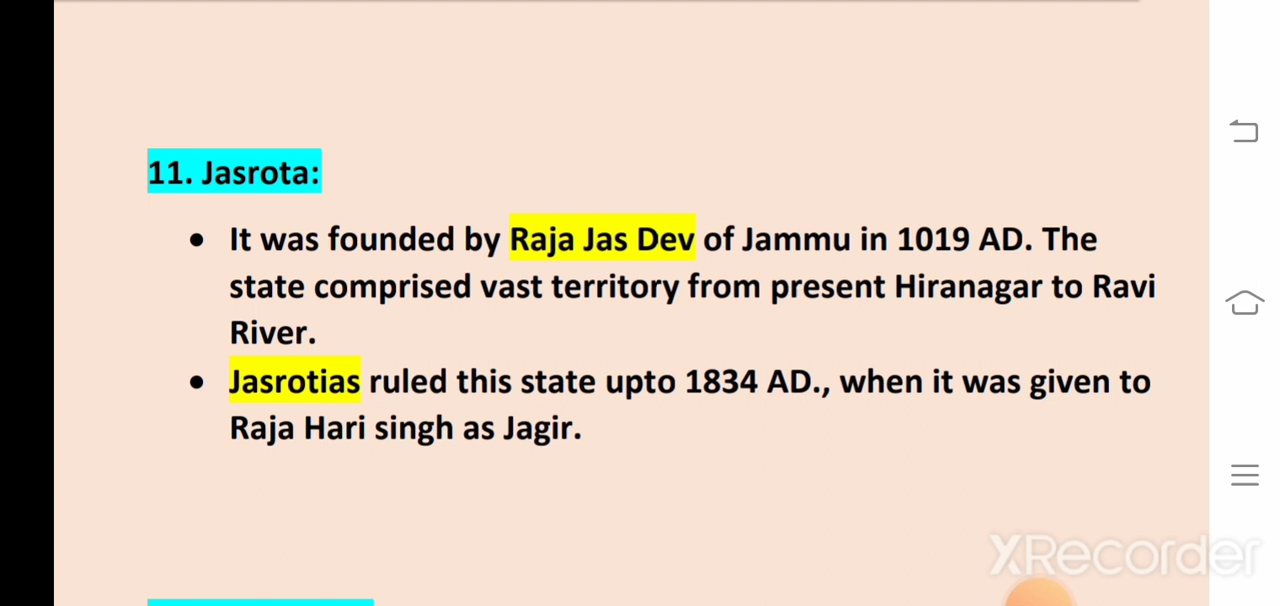 11. Jasrota:
• It was founded by Raja Jas Dev of Jammu in 1019 AD. The
state comprised vast territory from present Hiranagar to Ravi
River.
• Jasrotias ruled this state upto 1834 AD., when it was given to
Raja Hari singh as Jagir.
XRecorder